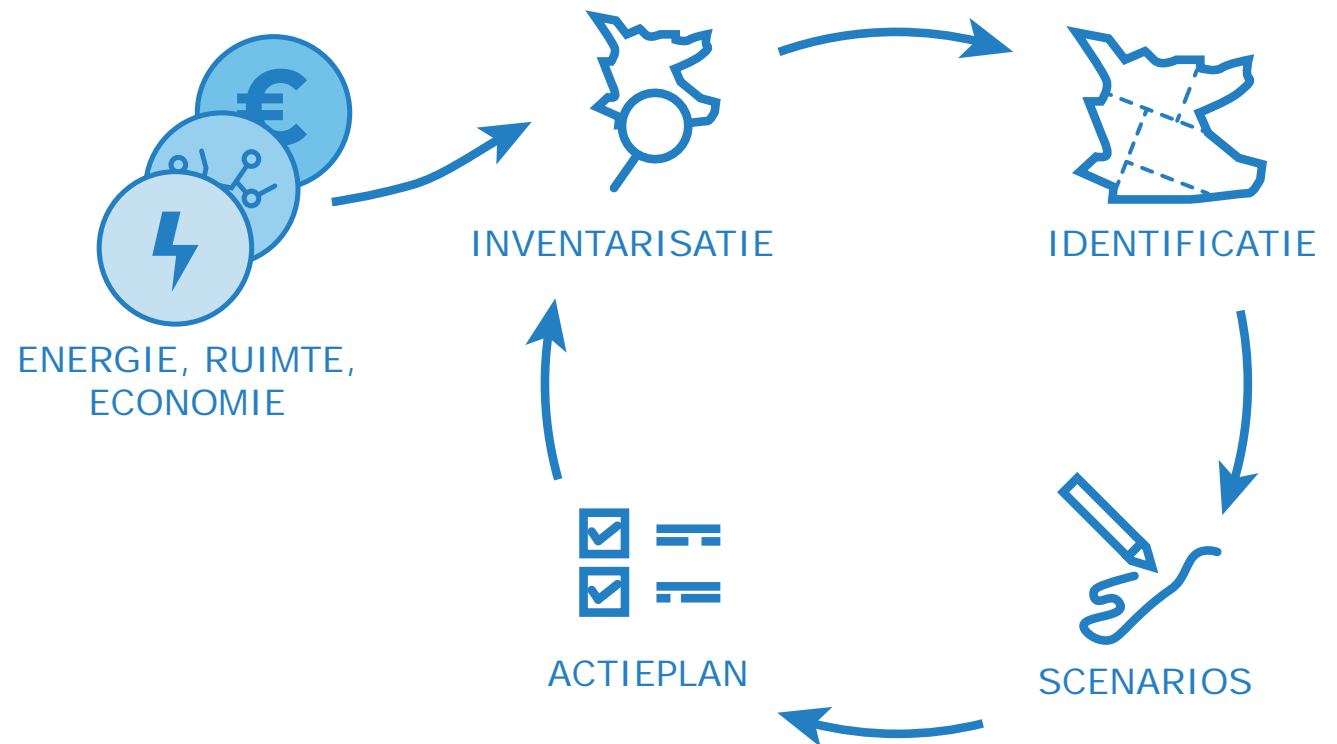 INVENTARISATIE
IDENTIFICATIE
ENERGIE, RUIMTE,
ECONOMIE
ACTIEPLAN
SCENARIOS